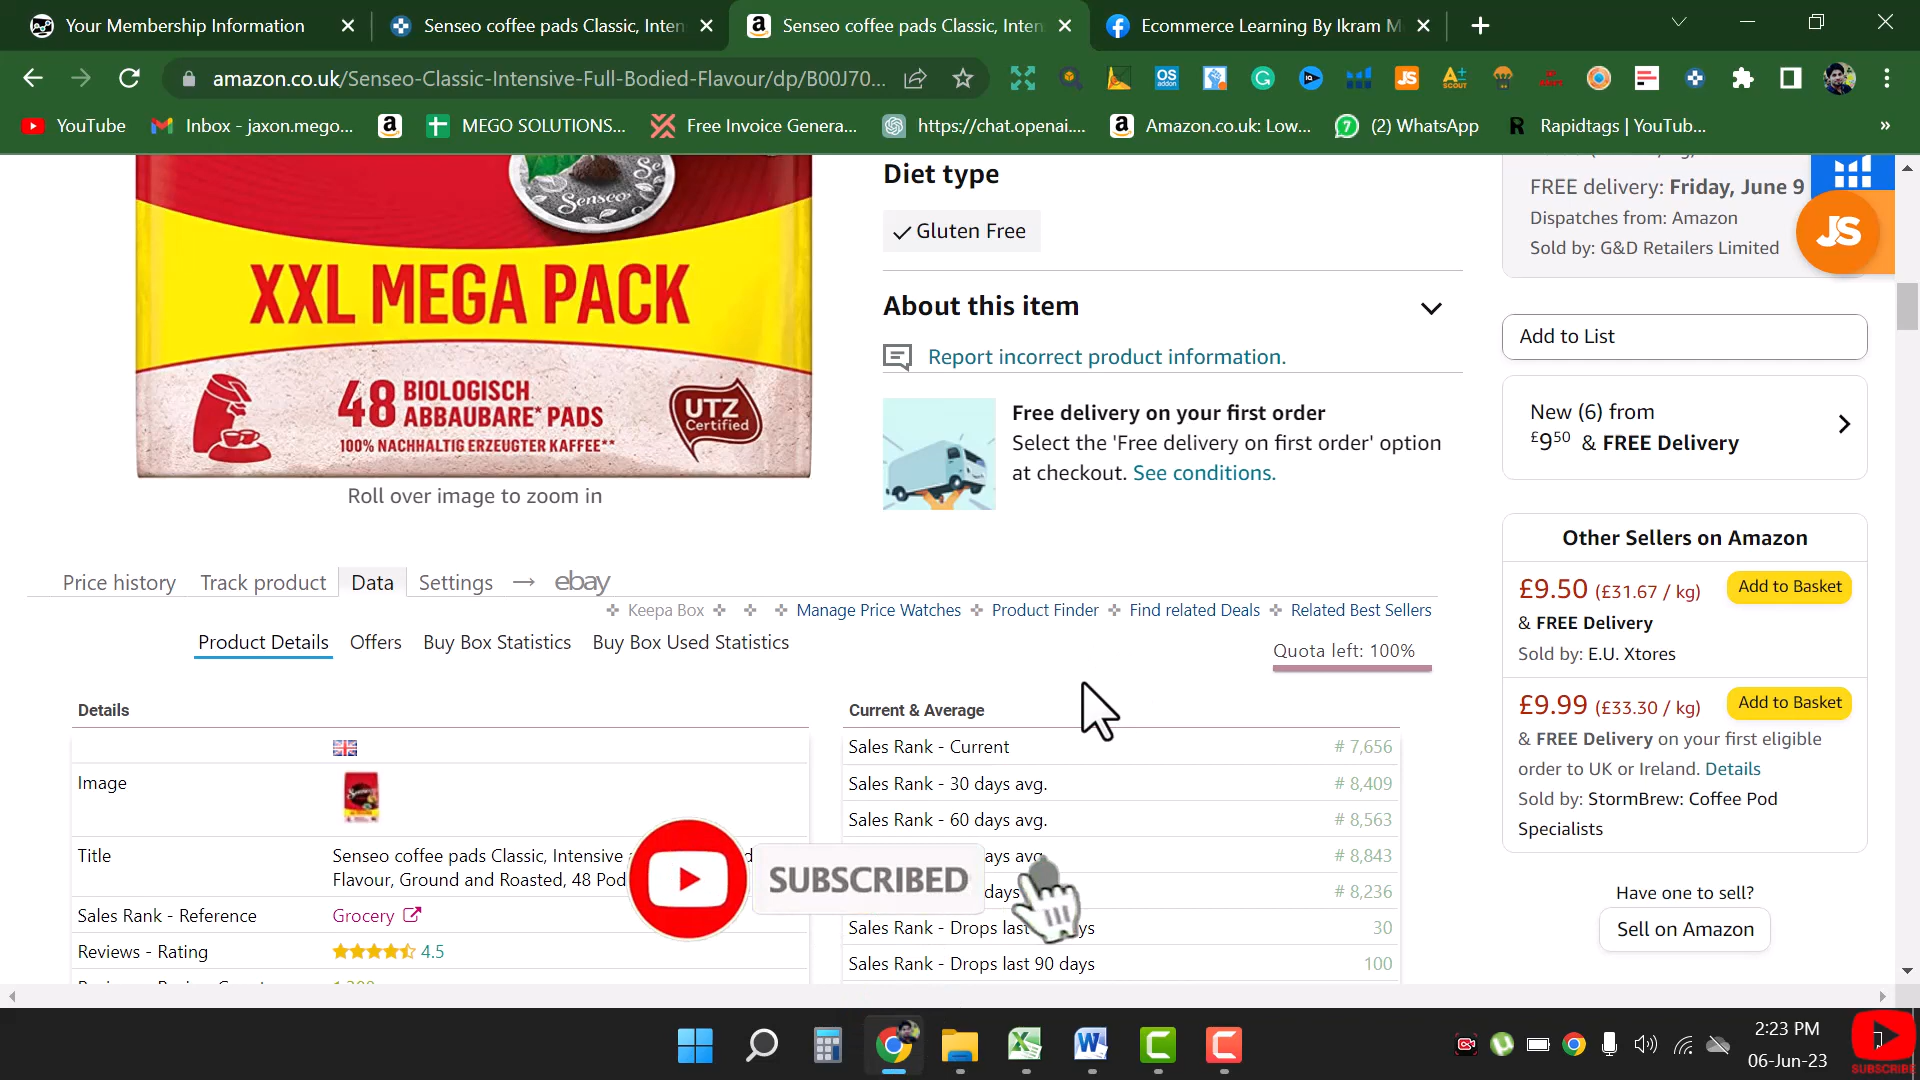 Your Membership Information
Senseo coffee pads Classic, Inten
Senseo coffee pads Classic, Inten
Ecommerce Learning By Ikram M
amazon.co.uk/Senseo-Classic-Intensive-Full-Bodied-Flavour/dp/B00J70...
YouTube
Inbox - jaxon.mego...
MEGO SOLUTIONS...
Free Invoice Genera...
https://chat.openai....
Amazon.co.uk: Low...
(2) WhatsApp
Rapidtags | YouTub...
»
Senseo
XXL MEGA PACK
48 BIOLOGISCH
ABBAUBARE* PADS
100% NACHHALTIG ERZEUGTER KAFFEE**
UTZ
Certified
Roll over image to zoom in
Diet type
Gluten Free
About this item
Report incorrect product information.
Free delivery on your first order
Select the 'Free delivery on first order' option
at checkout. See conditions.
FREE delivery: Friday, June 9
Dispatches from: Amazon
Sold by: G&D Retailers Limited
JS
Add to List
New (6) from
£9.50 & FREE Delivery
Other Sellers on Amazon
£9.50 (£31.67 / kg)
Add to Basket
& FREE Delivery
Sold by: E.U. Xtores
£9.99 (£33.30 / kg)
Add to Basket
& FREE Delivery on your first eligible
order to UK or Ireland. Details
Sold by: StormBrew: Coffee Pod
Specialists
Have one to sell?
Sell on Amazon
Price history
Track product
Data
Settings
ebay
Keepa Box
Manage Price Watches
Product Finder
Find related Deals
Related Best Sellers
Product Details
Offers
Buy Box Statistics
Buy Box Used Statistics
Quota left: 100%
Details
Image
Title
Senseo coffee pads Classic, Intensive
Flavour, Ground and Roasted, 48 Pod
Sales Rank - Reference
Grocery
Reviews - Rating
4.5
Current & Average
Sales Rank - Current
# 7,656
Sales Rank - 30 days avg.
# 8,409
Sales Rank - 60 days avg.
# 8,563
ays avg
# 8,843
days
# 8,236
Sales Rank - Drops last
ys
30
Sales Rank - Drops last 90 days
100
SUBSCRIBED
2:23 PM
06-Jun-23
SUBSCRIBE